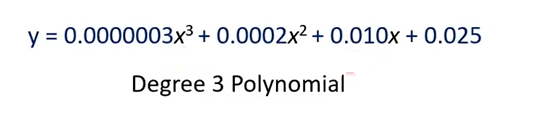 y = 0.0000003x³ + 0.0002x² + 0.010x + 0.025
Degree 3 Polynomial